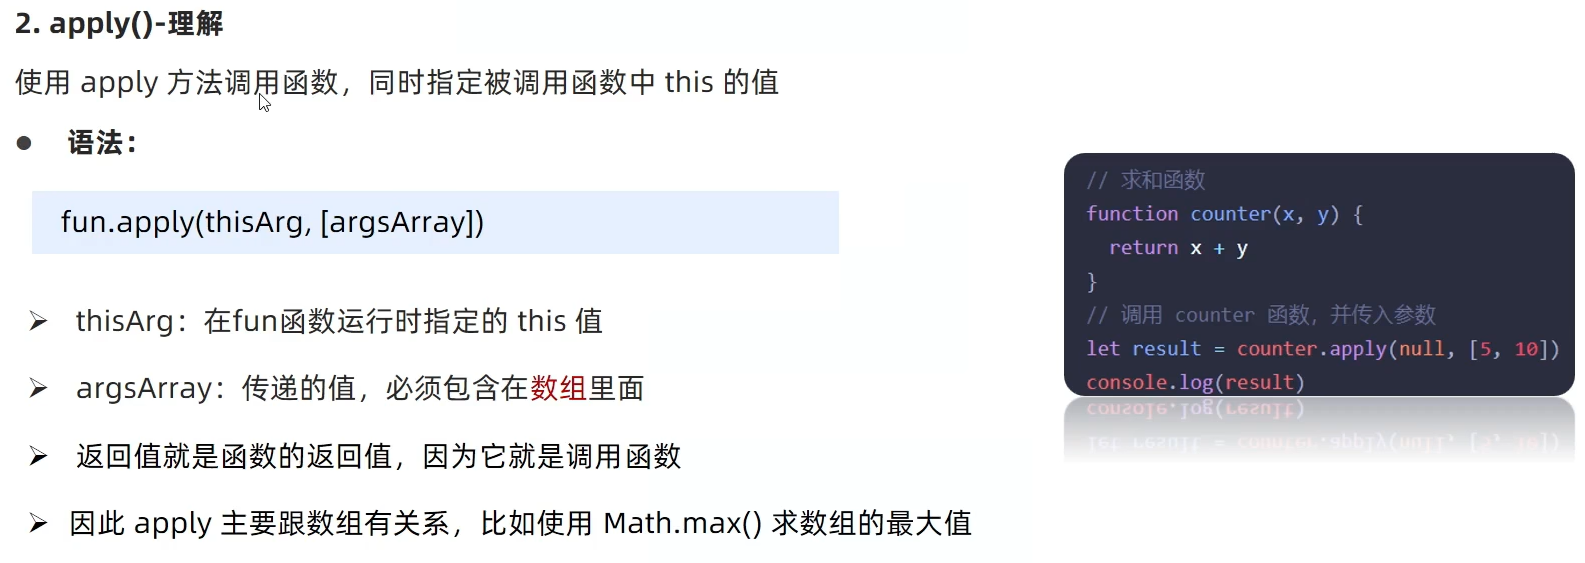 2. apply()-理解
使用 apply 方法调用函数，同时指定被调用函数中 this 的值
● 语法：
fun.apply(thisArg, [argsArray])
➢ thisArg：在fun函数运行时指定的 this 值
➢ argsArray：传递的值，必须包含在数组里面
➢ 返回值就是函数的返回值，因为它就是调用函数
➢ 因此 apply 主要跟数组有关系，比如使用 Math.max() 求数组的最大值
// 求和函数
function counter(x, y) {
  return x + y
}
// 调用 counter 函数，并传入参数
let result = counter.apply(null, [5, 10])
console.log(result)